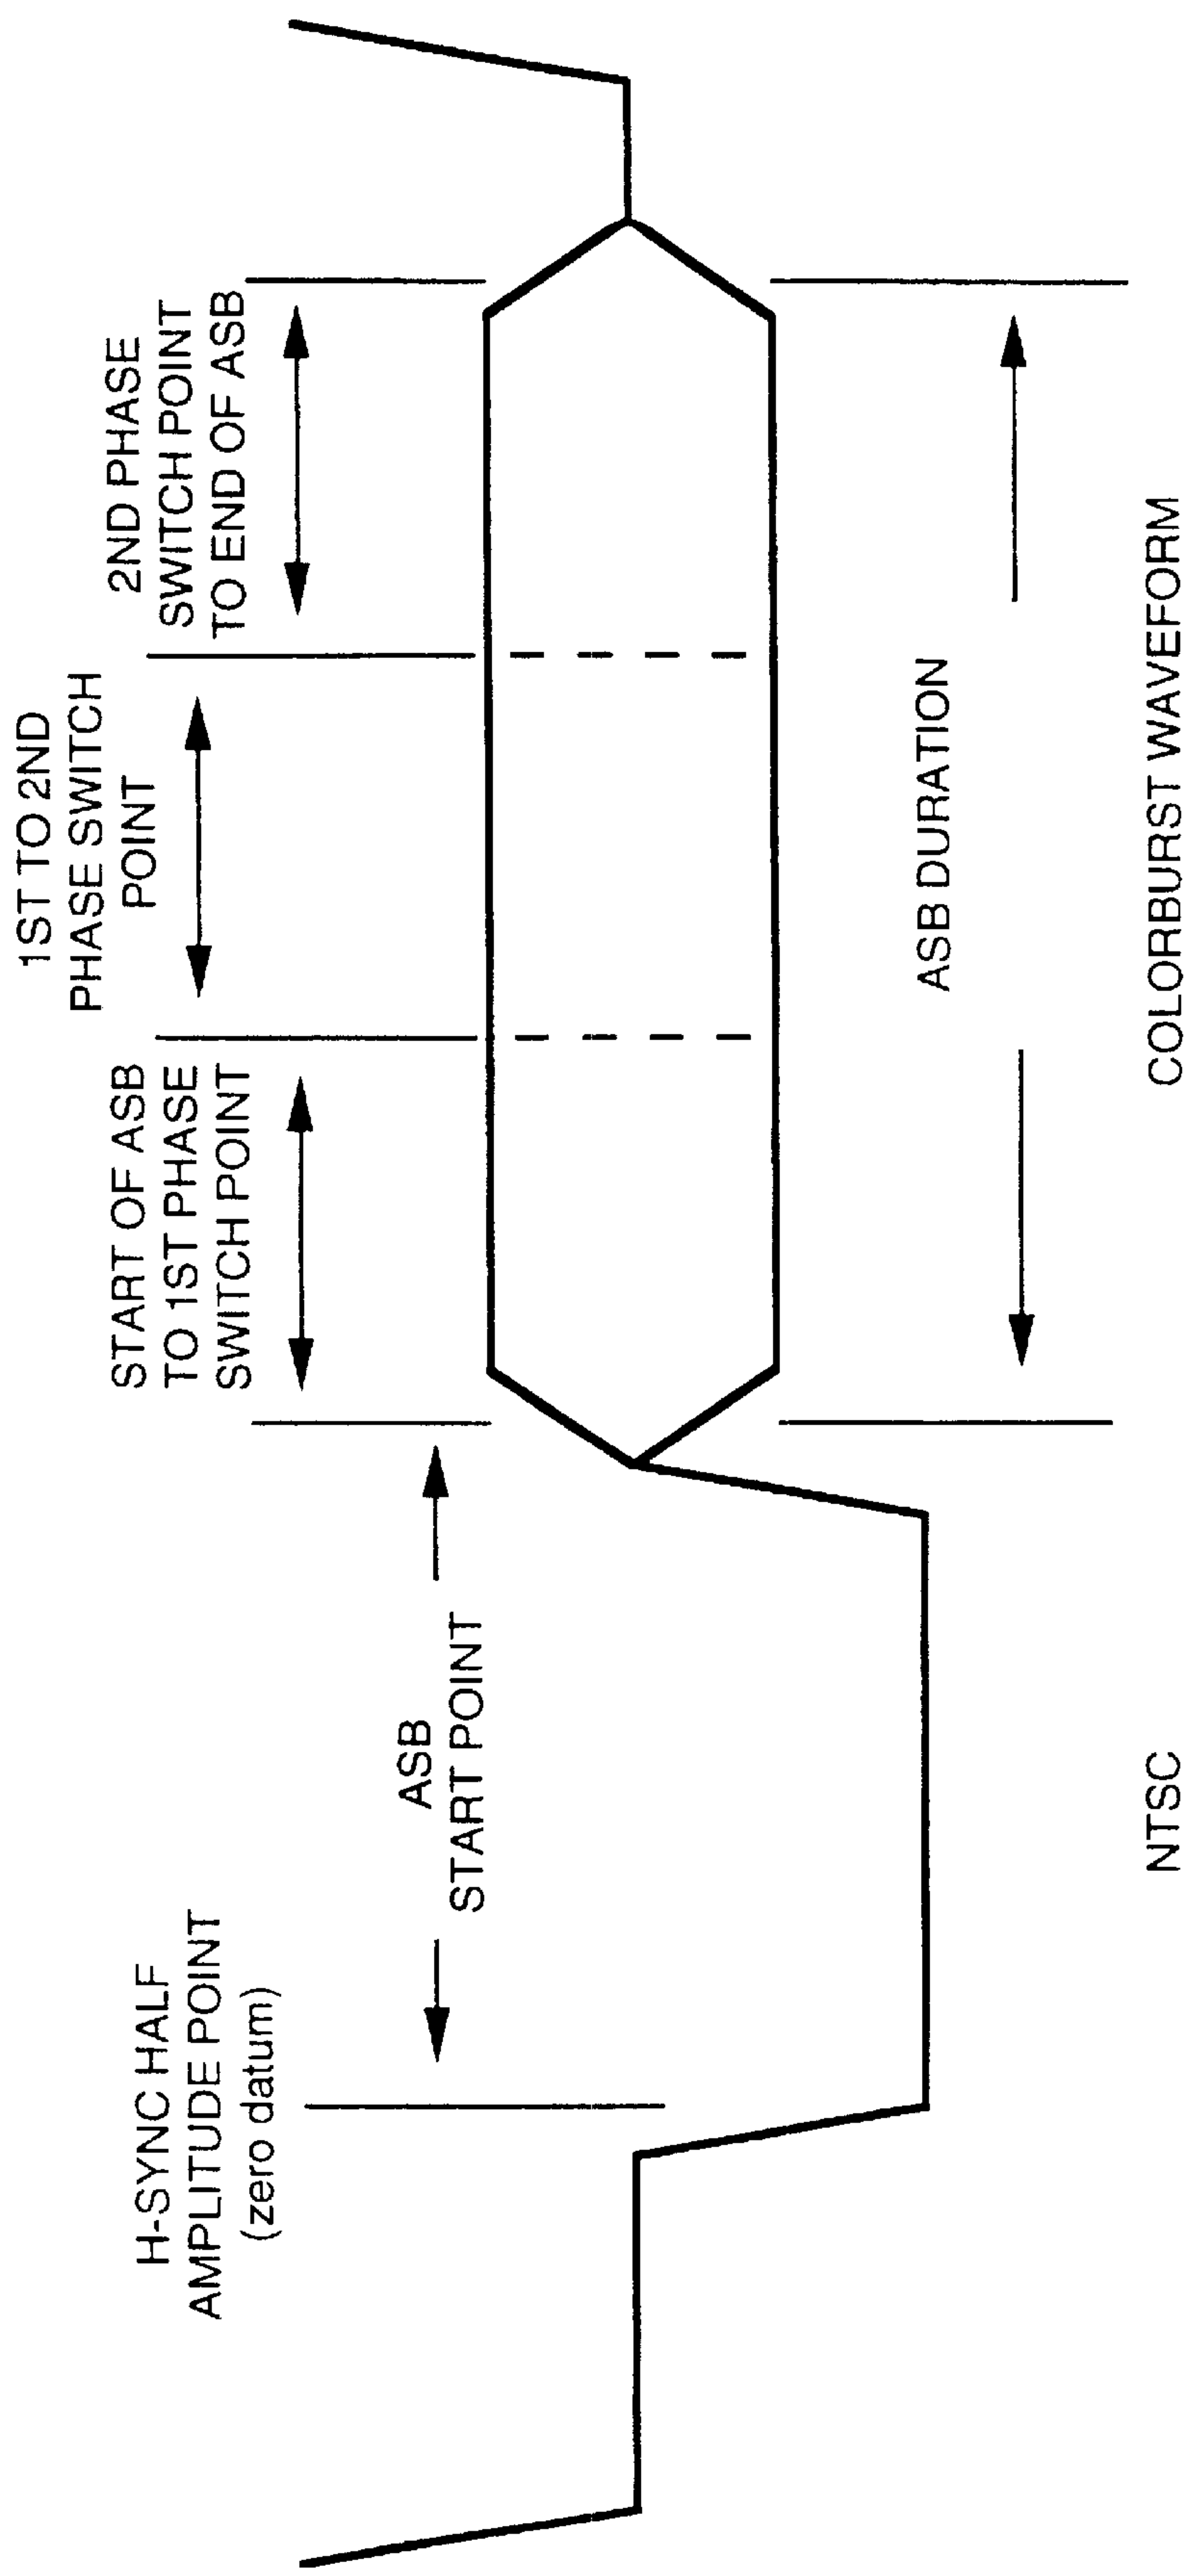 H-SYNC HALF
AMPLITUDE POINT
(zero datum)
ASB
START POINT
START OF ASB
TO 1ST PHASE
SWITCH POINT
1ST TO 2ND
PHASE SWITCH
POINT
2ND PHASE
SWITCH POINT
TO END OF ASB
ASB DURATION
NTSC
COLORBURST WAVEFORM